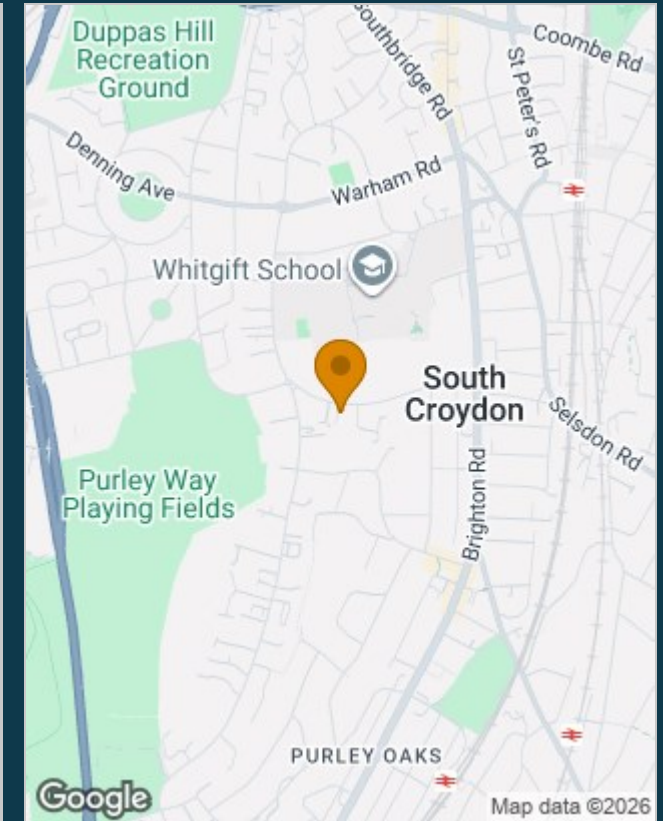 Duppas Hill
Recreation
Ground
Southbridge Rd
Coombe Rd
St Peter's Rd
Denning Ave
Warham Rd
Whitgift School
South
Croydon
Selsdon Rd
Purley Way
Playing Fields
Brighton Rd
PURLEY OAKS
Google
Map data ©2026